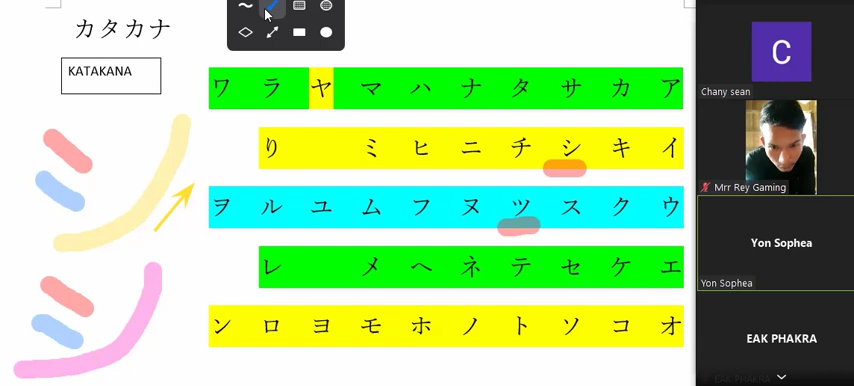 カタカナ
KATAKANA
ワ ラ ヤ マ ハ ナ タ サ カ ア
り ミ ヒ ニ チ シ キ イ
ヲ ル ユ ム フ ヌ ツ ス ク ウ
レ メ ヘ ネ テ セ ケ エ
ン ロ ヨ モ ホ ノ ト ソ コ オ
C
Chany sean
Mrr Rey Gaming
Yon Sophea
Yon Sophea
EAK PHAKRA
EAK PHAKRA